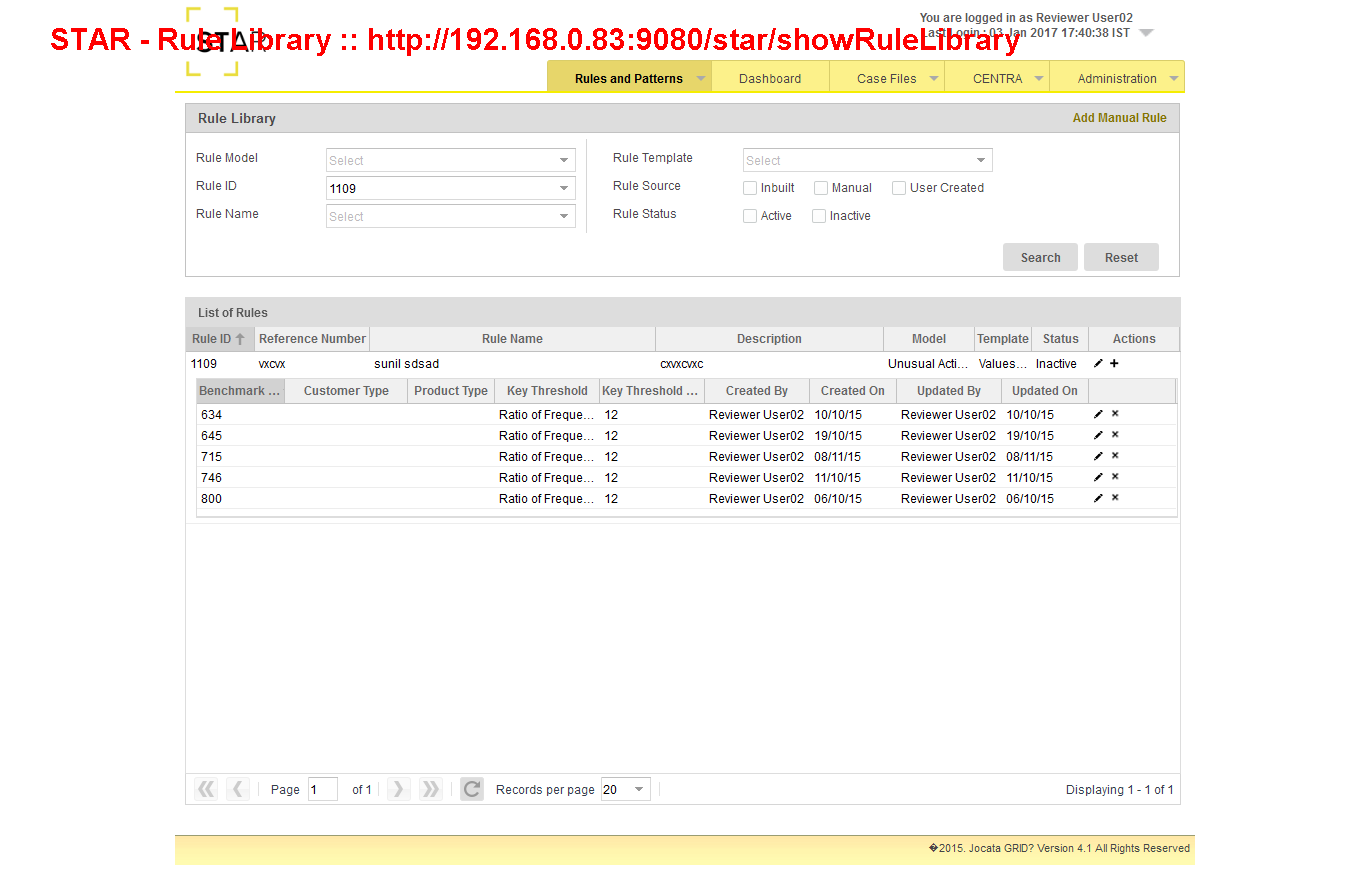 You are logged in as Reviewer User02
STAR - Rule Library :: http://192.168.0.83:9080/star/showRuleLibrary
STAR
Last Login : 03 Jan 2017 17:40:38 IST
Rules and Patterns Dashboard Case Files CENTRA Administration
Rule Library Add Manual Rule
Rule Model Select Rule Template Select
Rule ID 1109 Rule Source Inbuilt Manual User Created
Rule Name Select Rule Status Active Inactive
Search Reset
List of Rules
Rule ID Reference Number Rule Name Description Model Template Status Actions
1109 vxcvx sunil sdsad cxvxcvxc Unusual Acti... Values... Inactive
Benchmark ... Customer Type Product Type Key Threshold Key Threshold ... Created By Created On Updated By Updated On
634 Ratio of Freque... 12 Reviewer User02 10/10/15 Reviewer User02 10/10/15
645 Ratio of Freque... 12 Reviewer User02 19/10/15 Reviewer User02 19/10/15
715 Ratio of Freque... 12 Reviewer User02 08/11/15 Reviewer User02 08/11/15
746 Ratio of Freque... 12 Reviewer User02 11/10/15 Reviewer User02 11/10/15
800 Ratio of Freque... 12 Reviewer User02 06/10/15 Reviewer User02 06/10/15
Page 1 of 1 Records per page 20 Displaying 1 - 1 of 1
�2015. Jocata GRID? Version 4.1 All Rights Reserved